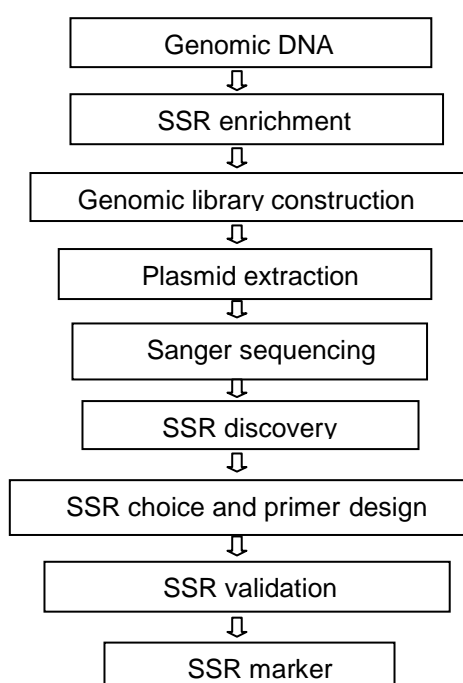 Genomic DNA
SSR enrichment
Genomic library construction
Plasmid extraction
Sanger sequencing
SSR discovery
SSR choice and primer design
SSR validation
SSR marker